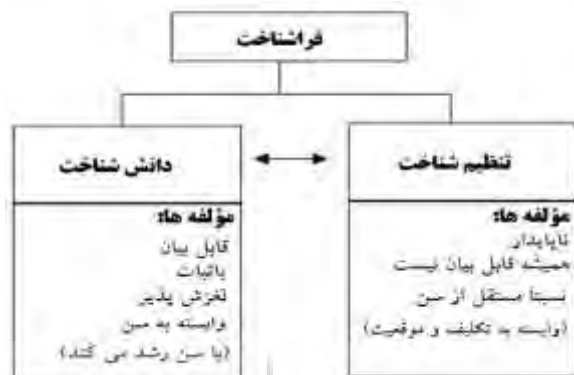 فراشناخت
تنظیم شناخت
مؤلفه ها:
ناپایدار
همیشه قابل بیان نیست
نسبتا مستقل از سن
(وابسته به تکلیف و موقعیت)
دانش شناخت
مؤلفه ها:
قابل بیان
باثبات
لغزش پذیر
وابسته به سن
(با سن رشد می کند)